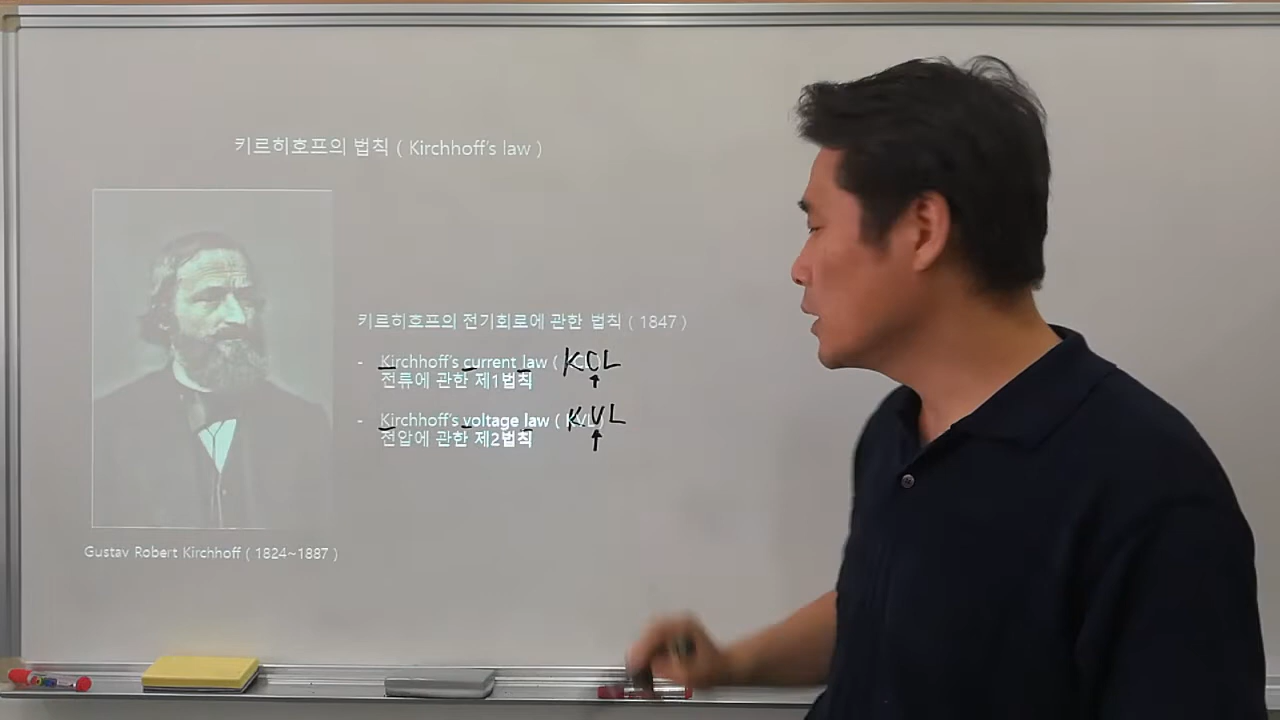 키르히호프의 법칙 ( Kirchhoff's law )
키르히호프의 전기회로에 관한 법칙 ( 1847 )
- Kirchhoff's current law ( KCL
전류에 관한 제1법칙
- Kirchhoff's voltage law ( KVL )
전압에 관한 제2법칙
Gustav Robert Kirchhoff ( 1824~1887 )